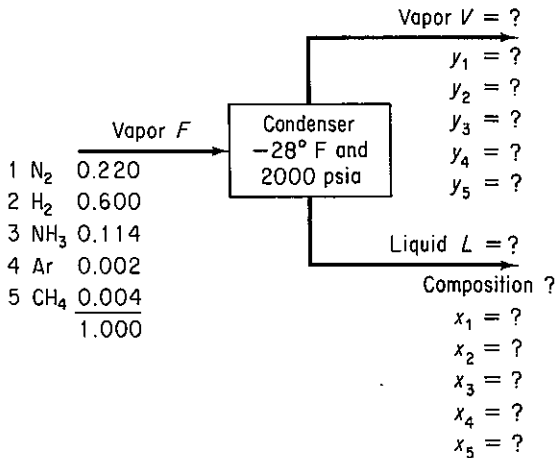 Vapor V = ?
y₁ = ?
y₂ = ?
y₃ = ?
y₄ = ?
y₅ = ?
Vapor F
Condenser
−28° F and
2000 psia
1 N₂ 0.220
2 H₂ 0.600
3 NH₃ 0.114
4 Ar 0.002
5 CH₄ 0.004
1.000
Liquid L = ?
Composition ?
x₁ = ?
x₂ = ?
x₃ = ?
x₄ = ?
x₅ = ?